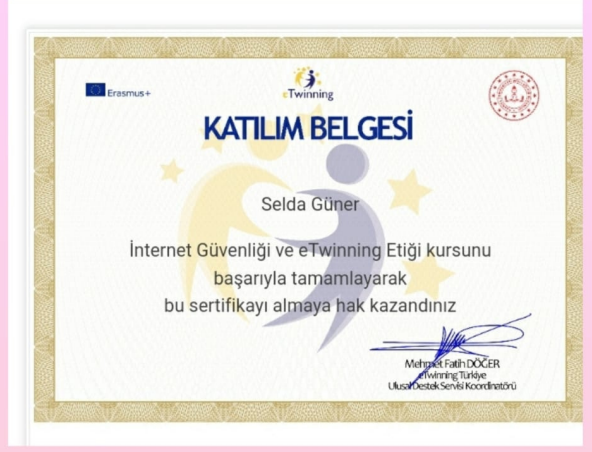 Erasmus+
eTwinning
KATILIM BELGESİ
Selda Güner
İnternet Güvenliği ve eTwinning Etiği kursunu
başarıyla tamamlayarak
bu sertifikayı almaya hak kazandınız
Mehmet Fatih DÖĞER
eTwinning Türkiye
Ulusal Destek Servisi Koordinatörü